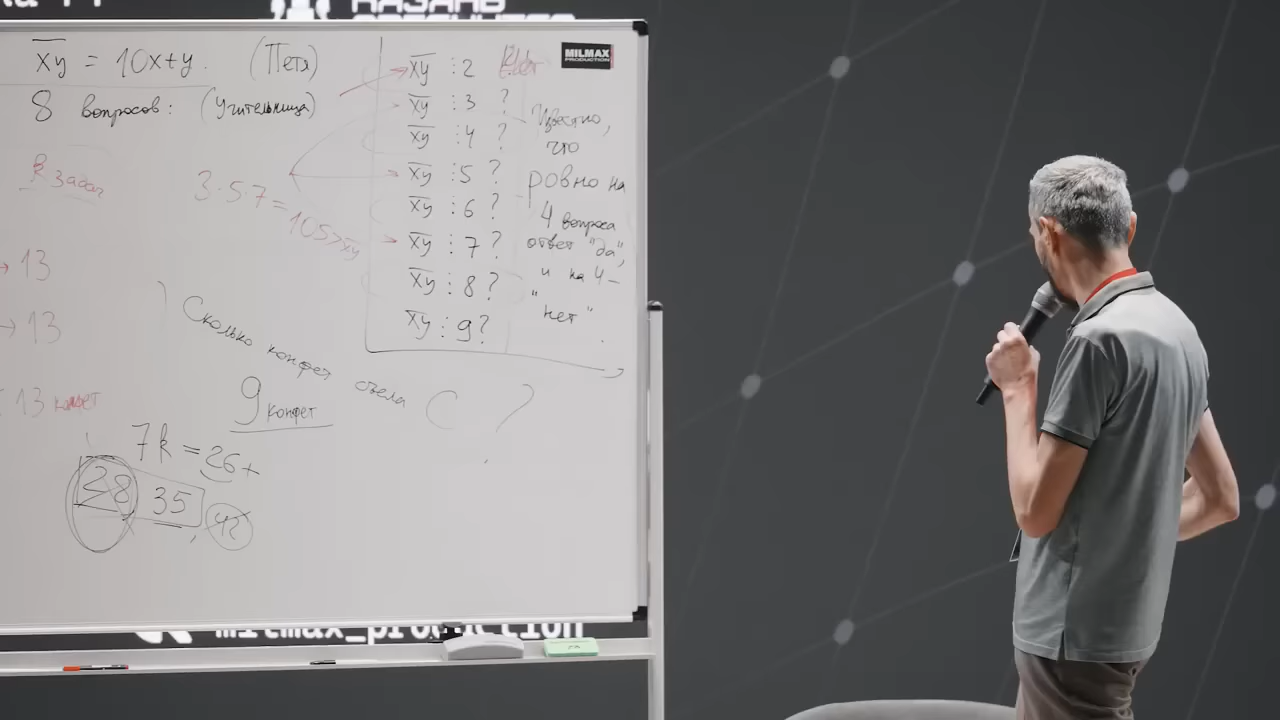 КАЗАНЬ
xy = 10x+y. (Петя)
8 вопросов: (Учительница)
k задач
3·5·7=
105>xy
→ 13
→ 13
13 конфет
Сколько конфет съела С ?
9 конфет
7k = 26+
28 35, 42
xy ⋮ 2
xy ⋮ 3 ?
xy ⋮ 4 ?
xy ⋮ 5 ?
xy ⋮ 6 ?
xy ⋮ 7 ?
xy ⋮ 8 ?
xy ⋮ 9 ?
Известно,
что
ровно на
4 вопроса
ответ "да",
и на 4 –
"нет".
MILMAX
PRODUCTION
milmax_production